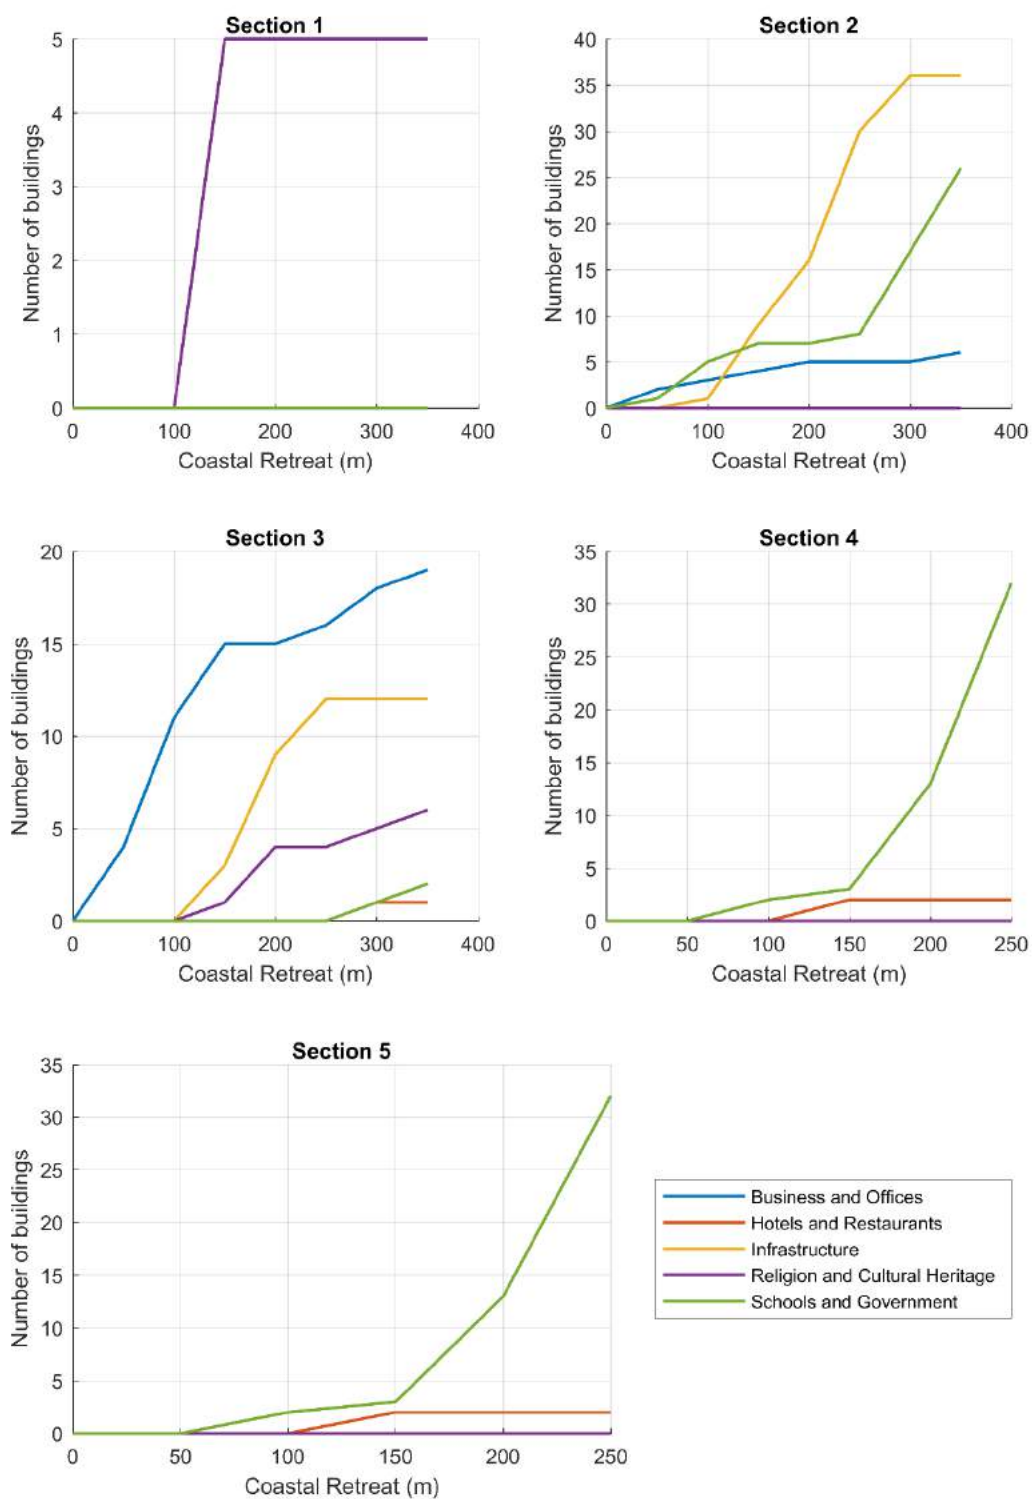 Section 1
5
4
3
2
1
0
Number of buildings
0 100 200 300 400
Coastal Retreat (m)
Section 2
40
35
30
25
20
15
10
5
0
Number of buildings
0 100 200 300 400
Coastal Retreat (m)
Section 3
20
15
10
5
0
Number of buildings
0 100 200 300 400
Coastal Retreat (m)
Section 4
35
30
25
20
15
10
5
0
Number of buildings
0 50 100 150 200 250
Coastal Retreat (m)
Section 5
35
30
25
20
15
10
5
0
Number of buildings
0 50 100 150 200 250
Coastal Retreat (m)
Business and Offices
Hotels and Restaurants
Infrastructure
Religion and Cultural Heritage
Schools and Government